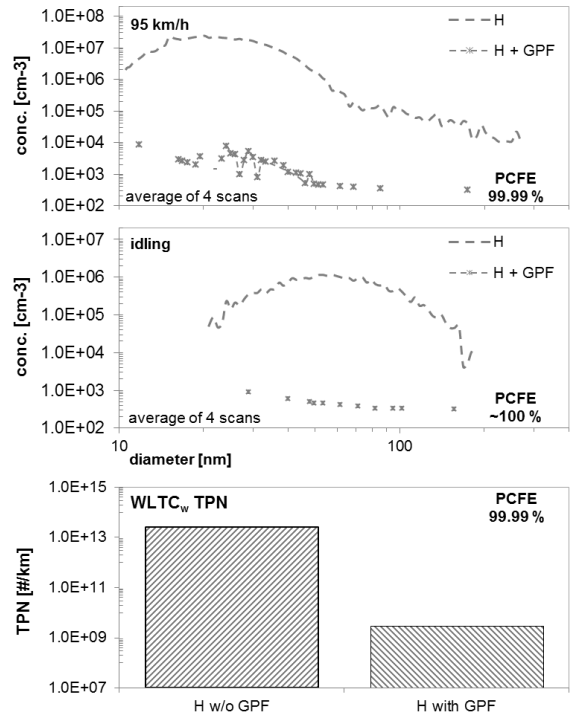 95 km/h
H
H + GPF
1.0E+08
1.0E+07
1.0E+06
1.0E+05
1.0E+04
1.0E+03
1.0E+02
conc. [cm-3]
average of 4 scans
PCFE
99.99 %
idling
H
H + GPF
1.0E+07
1.0E+06
1.0E+05
1.0E+04
1.0E+03
1.0E+02
conc. [cm-3]
average of 4 scans
PCFE
~100 %
10
100
diameter [nm]
WLTCw TPN
PCFE
99.99 %
1.0E+15
1.0E+13
1.0E+11
1.0E+09
1.0E+07
TPN [#/km]
H w/o GPF
H with GPF